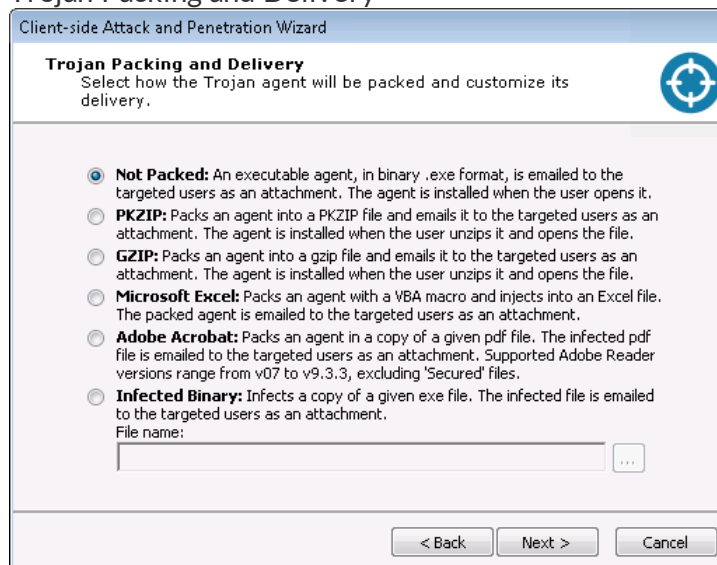 Trojan Packing and Delivery
Client-side Attack and Penetration Wizard
Trojan Packing and Delivery
Select how the Trojan agent will be packed and customize its
delivery.
Not Packed: An executable agent, in binary .exe format, is emailed to the
targeted users as an attachment. The agent is installed when the user opens it.
PKZIP: Packs an agent into a PKZIP file and emails it to the targeted users as an
attachment. The agent is installed when the user unzips it and opens the file.
GZIP: Packs an agent into a gzip file and emails it to the targeted users as an
attachment. The agent is installed when the user unzips it and opens the file.
Microsoft Excel: Packs an agent with a VBA macro and injects into an Excel file.
The packed agent is emailed to the targeted users as an attachment.
Adobe Acrobat: Packs an agent in a copy of a given pdf file. The infected pdf
file is emailed to the targeted users as an attachment. Supported Adobe Reader
versions range from v07 to v9.3.3, excluding 'Secured' files.
Infected Binary: Infects a copy of a given exe file. The infected file is emailed
to the targeted users as an attachment.
File name:
...
< Back Next > Cancel